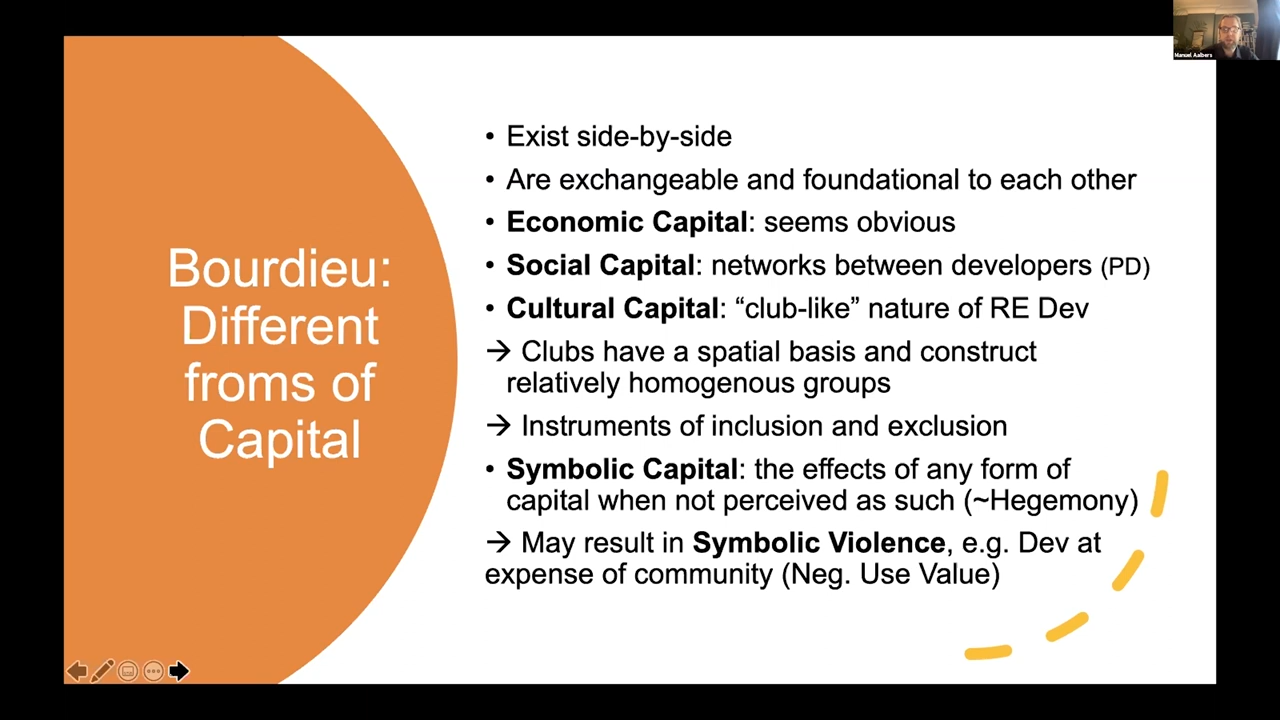 Manuel Aalbers
Bourdieu:
Different
froms of
Capital
• Exist side-by-side
• Are exchangeable and foundational to each other
• Economic Capital: seems obvious
• Social Capital: networks between developers (PD)
• Cultural Capital: “club-like” nature of RE Dev
→ Clubs have a spatial basis and construct
relatively homogenous groups
→ Instruments of inclusion and exclusion
• Symbolic Capital: the effects of any form of
capital when not perceived as such (~Hegemony)
→ May result in Symbolic Violence, e.g. Dev at
expense of community (Neg. Use Value)